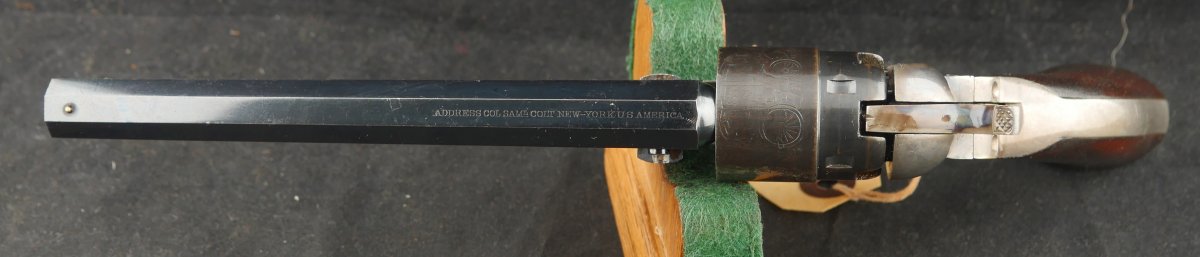 ADDRESS COL. SAML COLT NEW-YORK U.S. AMERICA